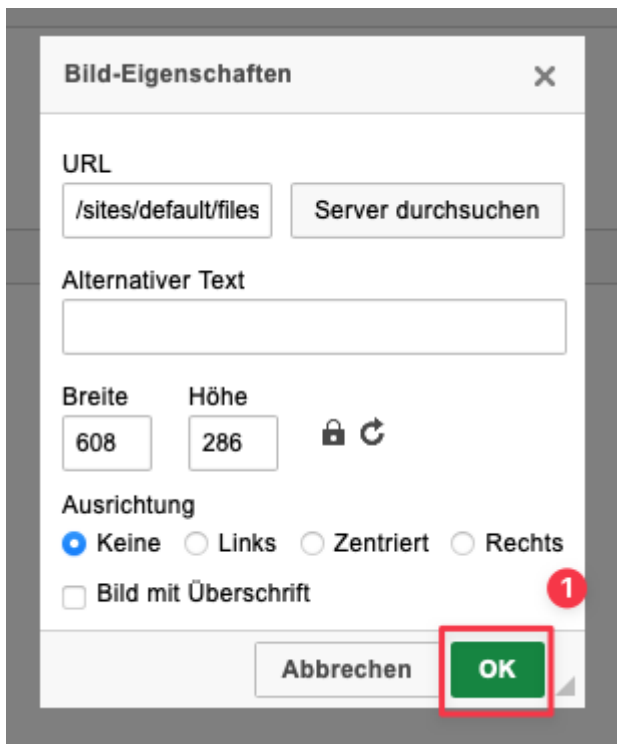 Bild-Eigenschaften
URL
/sites/default/files
Server durchsuchen
Alternativer Text
Breite Höhe
608 286
Ausrichtung
Keine Links Zentriert Rechts
Bild mit Überschrift
1
Abbrechen OK